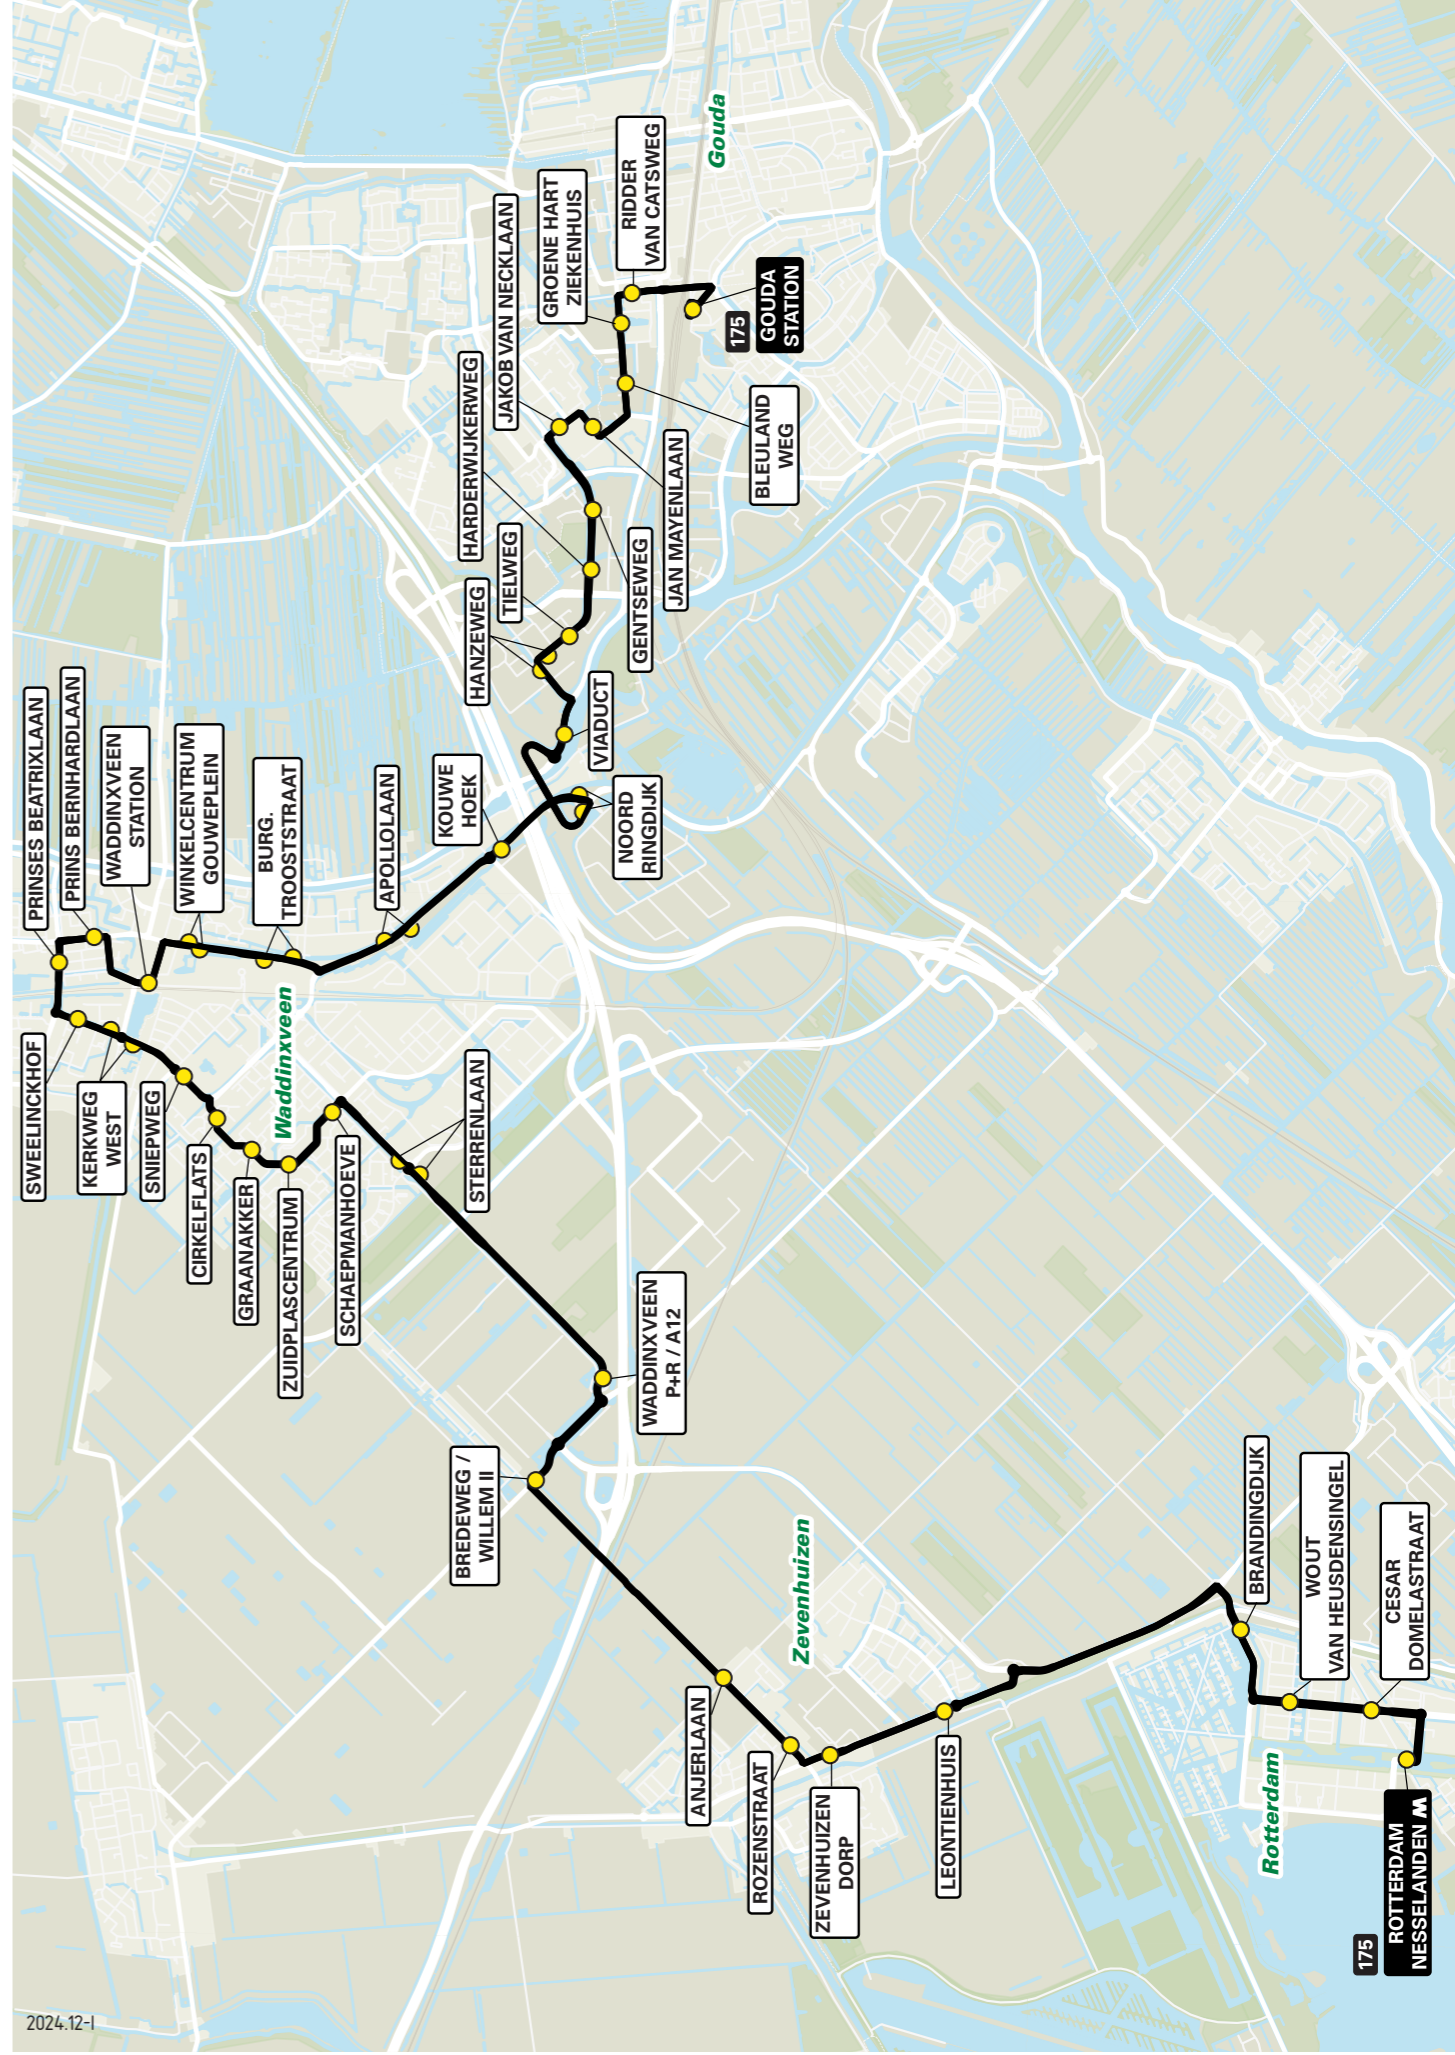 PRINSES BEATRIXLAAN
PRINS BERNHARDLAAN
WADDINXVEEN
STATION
WINKELCENTRUM
GOUWEPLEIN
BURG.
TROOSTSTRAAT
APOLLOLAAN
KOUWE
HOEK
NOORD
RINGDIJK
VIADUCT
HANZEWEG
TIELWEG
HARDERWIJKERWEG
GENTSEWEG
JAKOB VAN NECKLAAN
JAN MAYENLAAN
BLEULAND
WEG
GROENE HART
ZIEKENHUIS
RIDDER
VAN CATSWEG
Gouda
175
GOUDA
STATION
SWEELINCKHOF
KERKWEG
WEST
SNIEPWEG
CIRKELFLATS
GRAANAKKER
ZUIDPLASCENTRUM
Waddinxveen
SCHAEPMANHOEVE
STERRENLAAN
WADDINXVEEN
P+R / A12
BREDEWEG /
WILLEM II
ANJERLAAN
ROZENSTRAAT
Zevenhuizen
ZEVENHUIZEN
DORP
LEONTIENHUIS
BRANDINGDIJK
WOUT
VAN HEUSDENSINGEL
CESAR
DOMELASTRAAT
Rotterdam
175
ROTTERDAM
NESSELANDEN M
2024.12-I